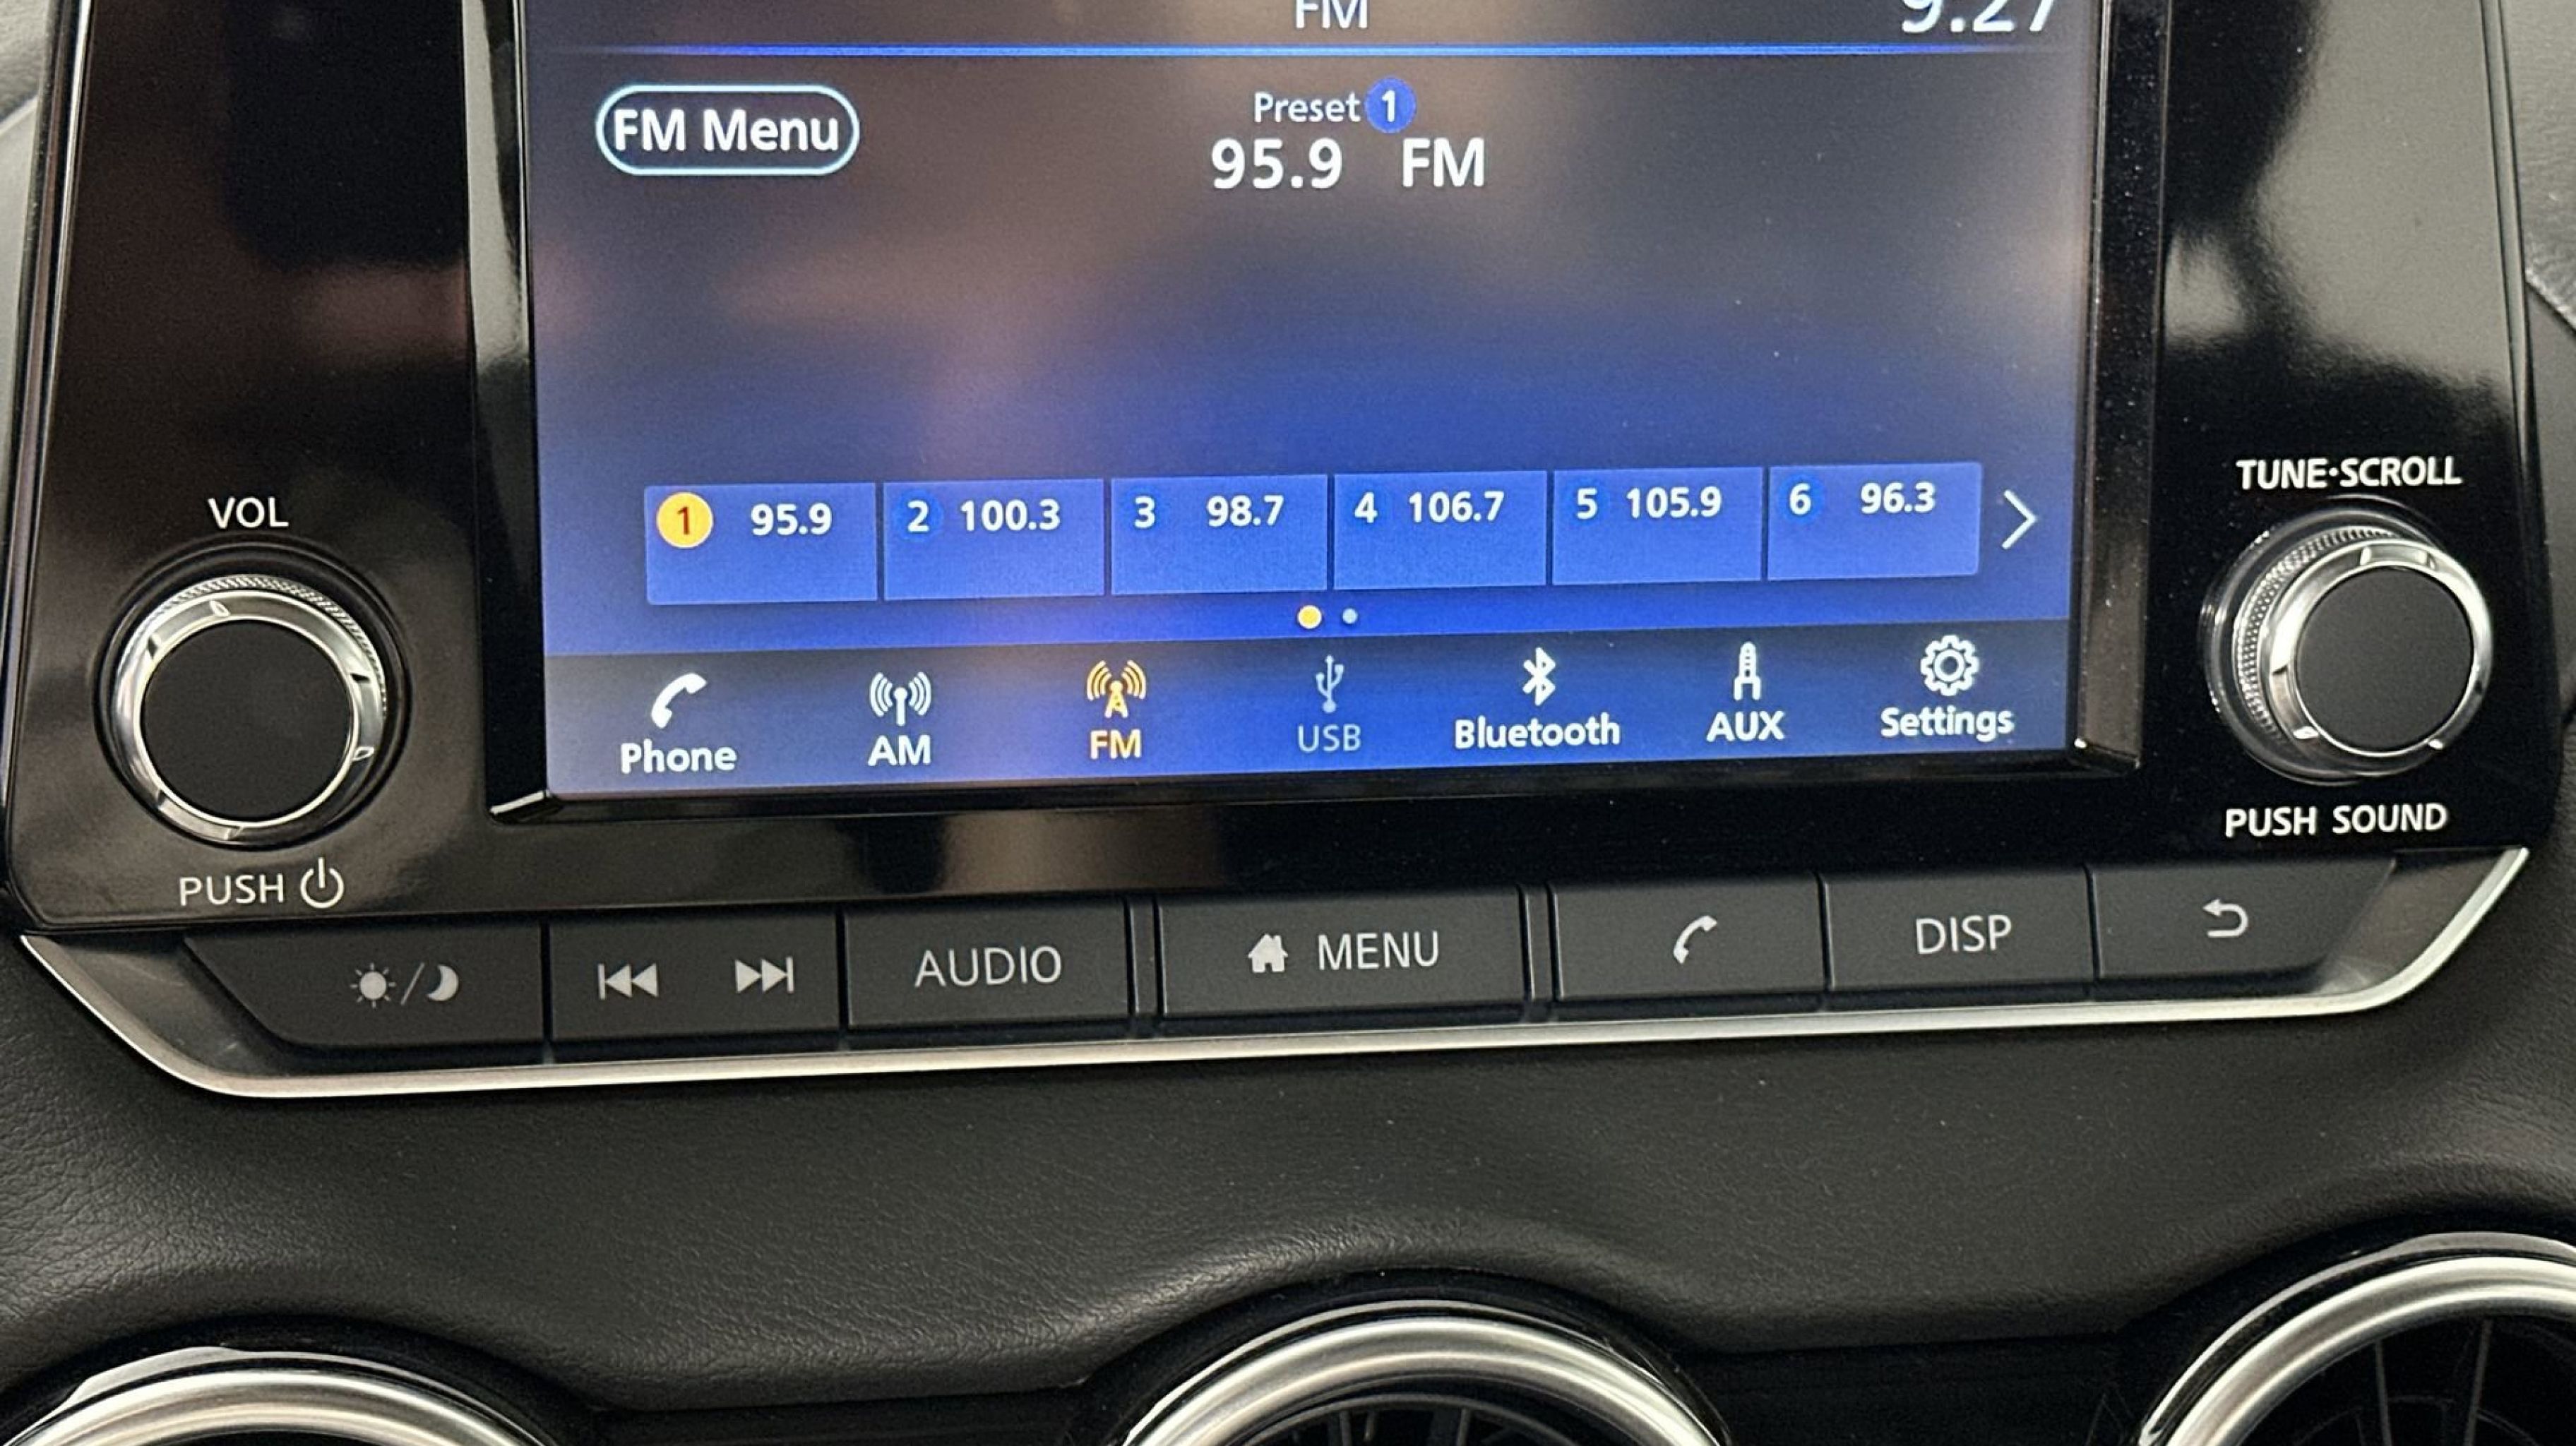 FM
9:27
FM Menu
Preset 1
95.9 FM
1 95.9 2 100.3 3 98.7 4 106.7 5 105.9 6 96.3
Phone AM FM USB Bluetooth AUX Settings
VOL
PUSH
TUNE·SCROLL
PUSH SOUND
AUDIO MENU DISP